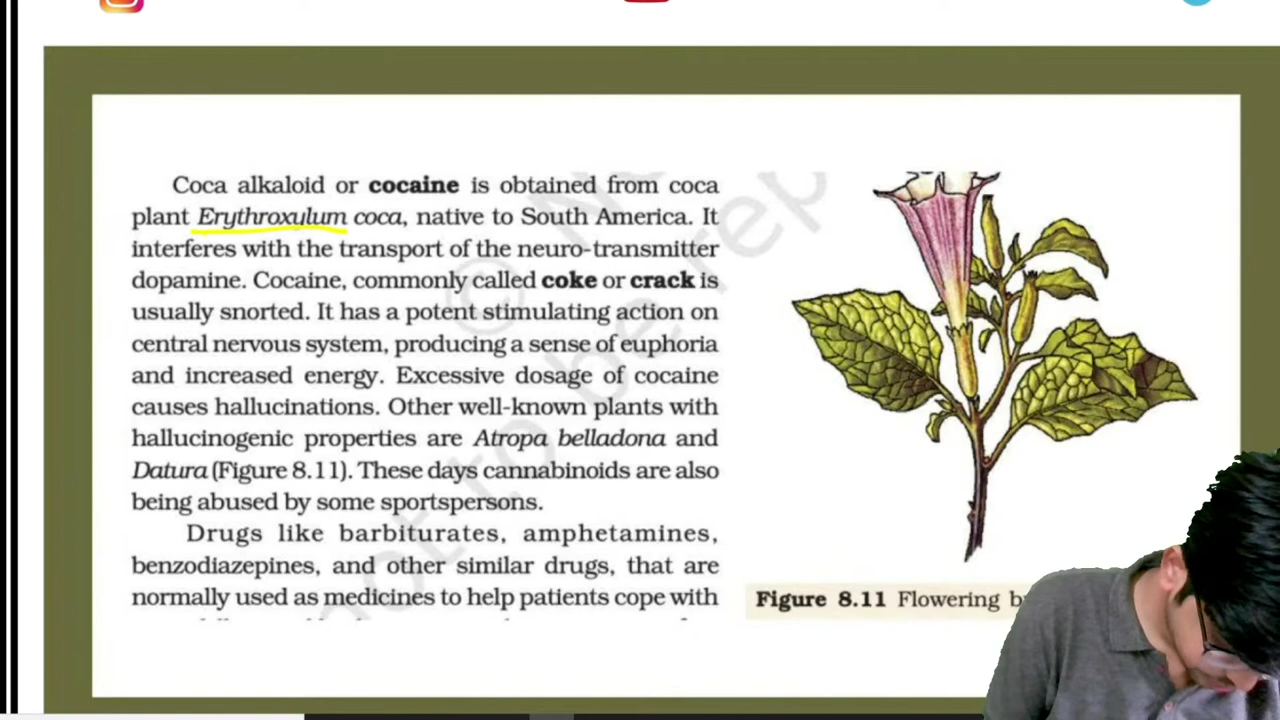 Coca alkaloid or cocaine is obtained from coca
plant Erythroxulum coca, native to South America. It
interferes with the transport of the neuro-transmitter
dopamine. Cocaine, commonly called coke or crack is
usually snorted. It has a potent stimulating action on
central nervous system, producing a sense of euphoria
and increased energy. Excessive dosage of cocaine
causes hallucinations. Other well-known plants with
hallucinogenic properties are Atropa belladona and
Datura (Figure 8.11). These days cannabinoids are also
being abused by some sportspersons.
Drugs like barbiturates, amphetamines,
benzodiazepines, and other similar drugs, that are
normally used as medicines to help patients cope with
Figure 8.11 Flowering
not to be rep